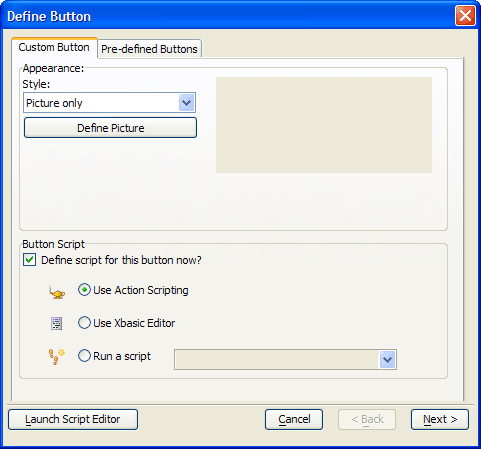 Define Button
Custom Button
Pre-defined Buttons
Appearance:
Style:
Picture only
Define Picture
Button Script
Define script for this button now?
Use Action Scripting
Use Xbasic Editor
Run a script
Launch Script Editor
Cancel
< Back
Next >